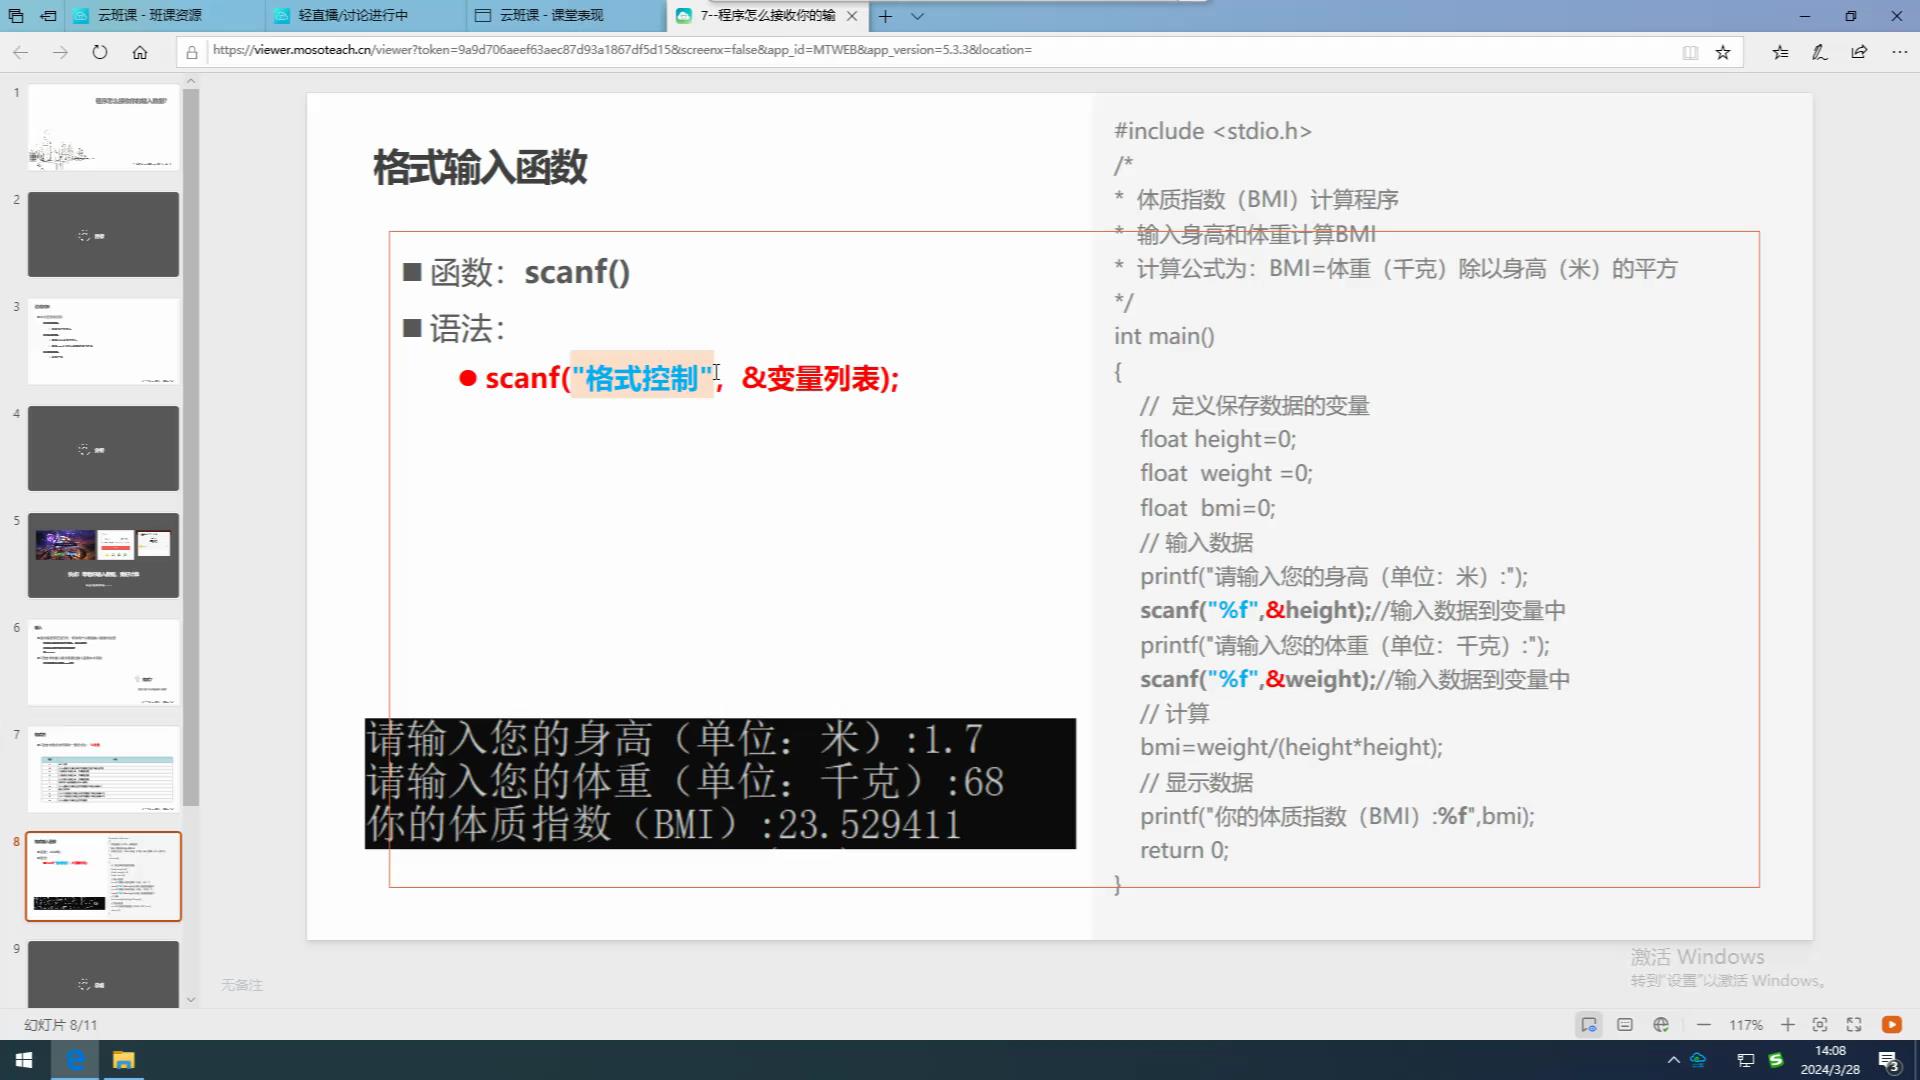 云班课 - 班课资源
轻直播/讨论进行中
云班课 - 课堂表现
7--程序怎么接收你的输
https://viewer.mosoteach.cn/viewer?token=9a9d706aeef63aec87d93a1867df5d15&screenx=false&app_id=MTWEB&app_version=5.3.3&location=
1
2
3
4
5
6
7
8
9
格式输入函数
函数：scanf()
语法：
scanf("格式控制"，&变量列表);
请输入您的身高（单位：米）:1.7
请输入您的体重（单位：千克）:68
你的体质指数（BMI）:23.529411
#include <stdio.h>
/*
* 体质指数（BMI）计算程序
* 输入身高和体重计算BMI
* 计算公式为：BMI=体重（千克）除以身高（米）的平方
*/
int main()
{
// 定义保存数据的变量
float height=0;
float weight =0;
float bmi=0;
// 输入数据
printf("请输入您的身高（单位：米）:");
scanf("%f",&height);//输入数据到变量中
printf("请输入您的体重（单位：千克）:");
scanf("%f",&weight);//输入数据到变量中
// 计算
bmi=weight/(height*height);
// 显示数据
printf("你的体质指数（BMI）:%f",bmi);
return 0;
}
激活 Windows
转到"设置"以激活 Windows。
无备注
幻灯片 8/11
117%
14:08
2024/3/28
3